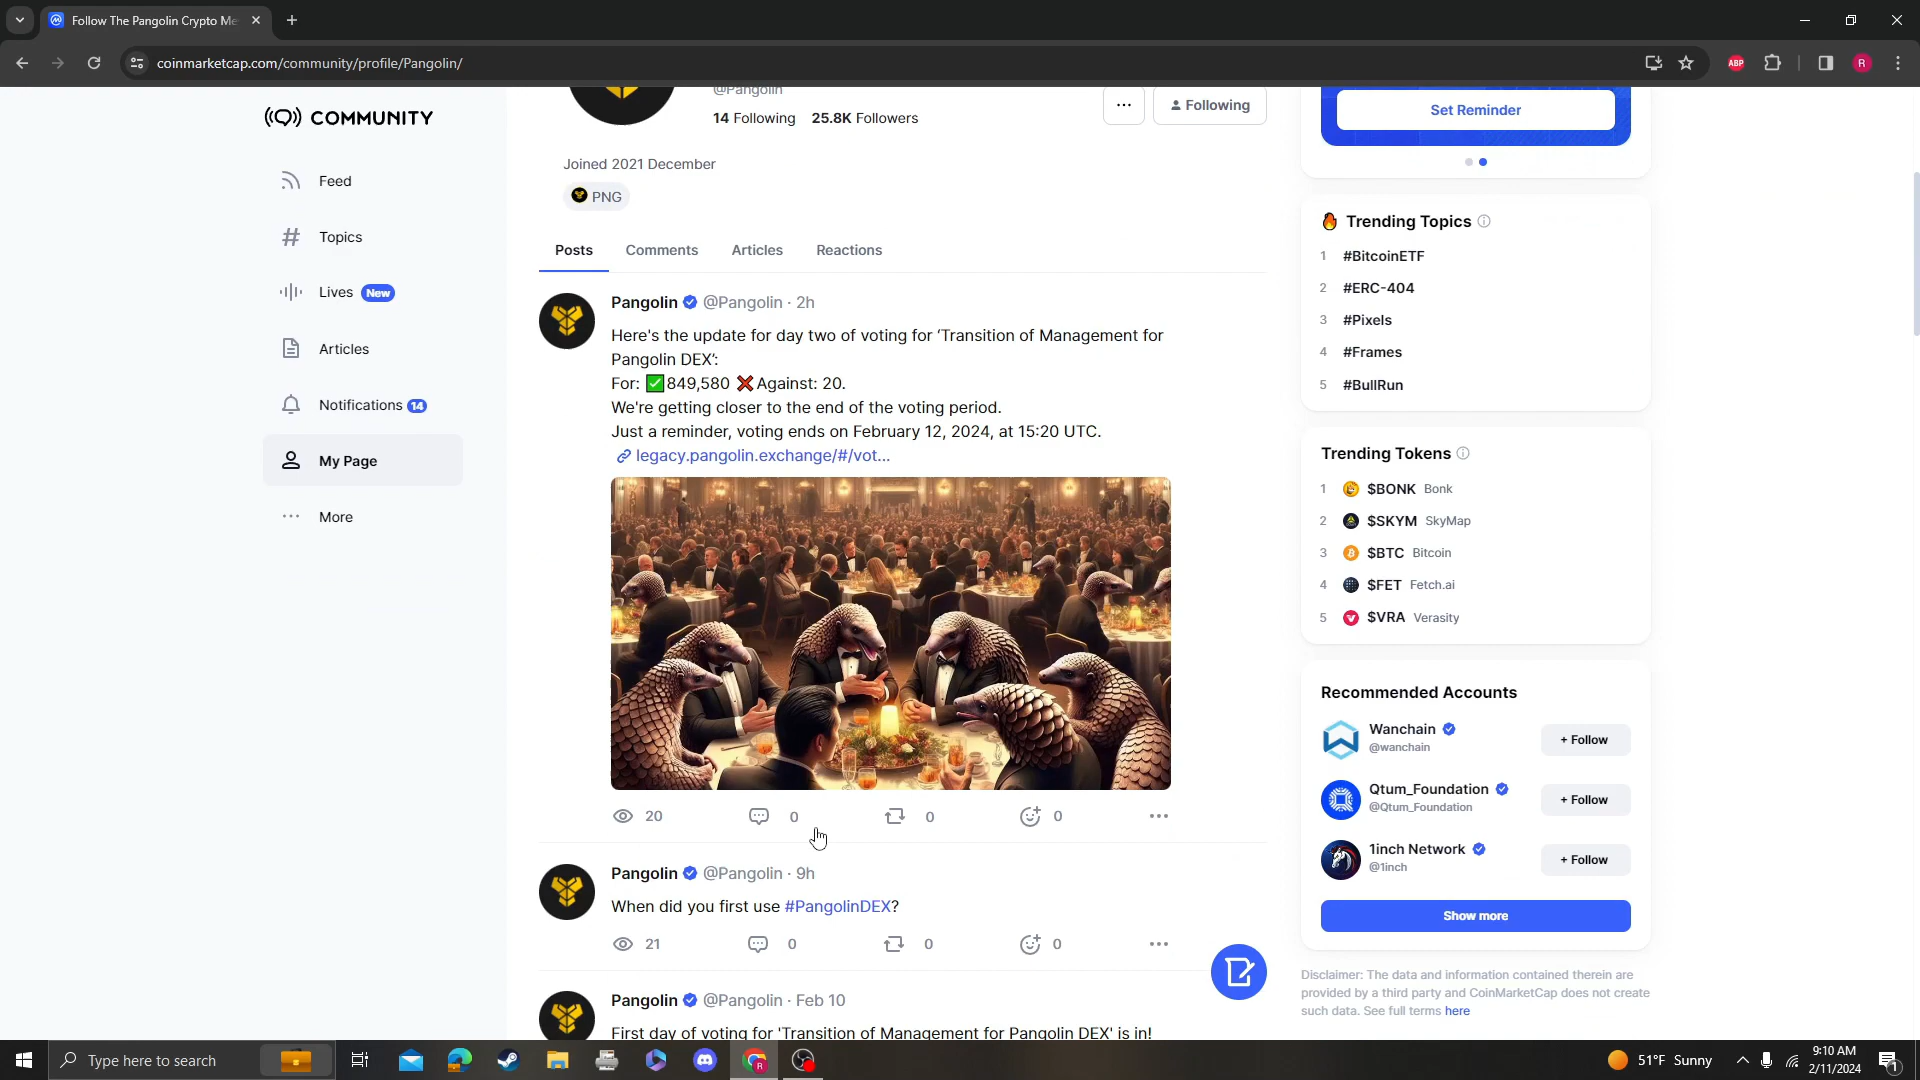 Follow The Pangolin Crypto Me
coinmarketcap.com/community/profile/Pangolin/
ABP
R
COMMUNITY
Feed
Topics
Lives New
Articles
Notifications 14
My Page
More
@Pangolin
14 Following 25.8K Followers
... Following
Joined 2021 December
PNG
Posts Comments Articles Reactions
Pangolin @Pangolin · 2h
Here's the update for day two of voting for ‘Transition of Management for
Pangolin DEX’:
For: ✅849,580 ❌Against: 20.
We're getting closer to the end of the voting period.
Just a reminder, voting ends on February 12, 2024, at 15:20 UTC.
legacy.pangolin.exchange/#/vot...
20 0 0 0
Pangolin @Pangolin · 9h
When did you first use #PangolinDEX?
21 0 0 0
Pangolin @Pangolin · Feb 10
First day of voting for 'Transition of Management for Pangolin DEX' is in!
Set Reminder
Trending Topics
1 #BitcoinETF
2 #ERC-404
3 #Pixels
4 #Frames
5 #BullRun
Trending Tokens
1 $BONK Bonk
2 $SKYM SkyMap
3 $BTC Bitcoin
4 $FET Fetch.ai
5 $VRA Verasity
Recommended Accounts
Wanchain
@wanchain
+ Follow
Qtum_Foundation
@Qtum_Foundation
+ Follow
1inch Network
@1inch
+ Follow
Show more
Disclaimer: The data and information contained therein are
provided by a third party and CoinMarketCap does not create
such data. See full terms here
Type here to search
R
51°F Sunny
9:10 AM
2/11/2024
1